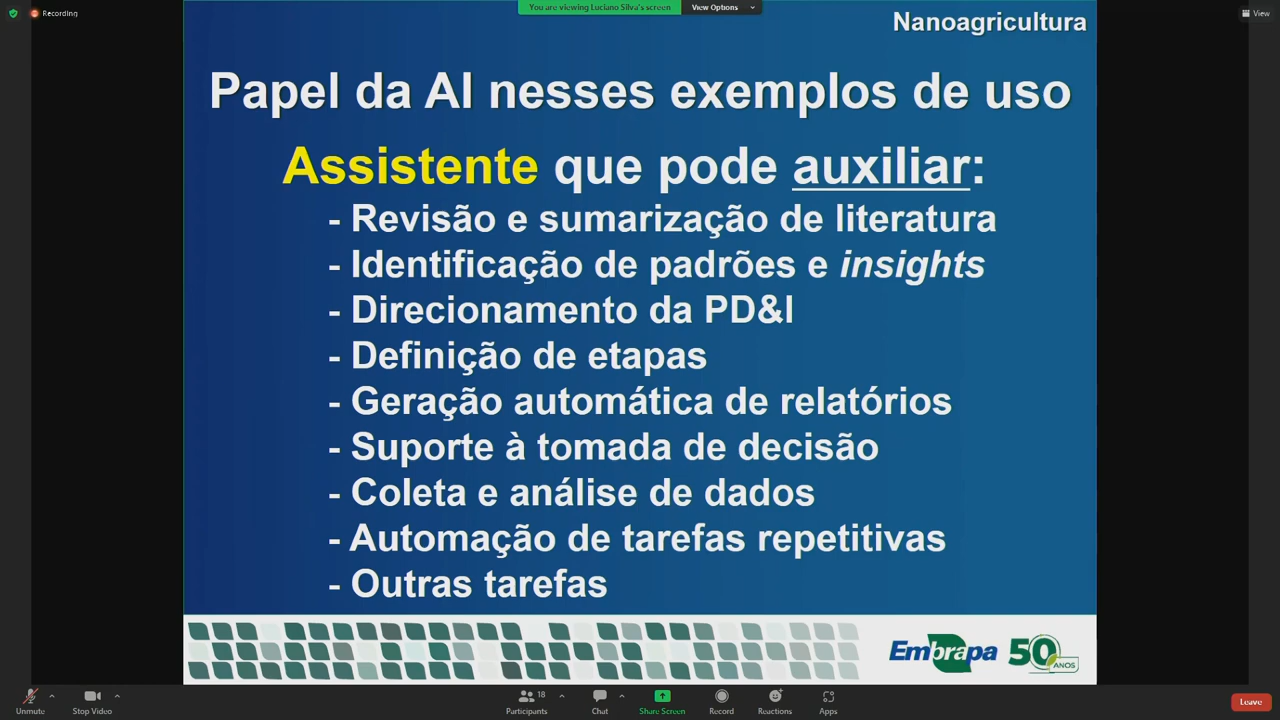 Recording
You are viewing Luciano Silva's screen
View Options
View
Nanoagricultura
Papel da AI nesses exemplos de uso
Assistente que pode auxiliar:
- Revisão e sumarização de literatura
- Identificação de padrões e insights
- Direcionamento da PD&I
- Definição de etapas
- Geração automática de relatórios
- Suporte à tomada de decisão
- Coleta e análise de dados
- Automação de tarefas repetitivas
- Outras tarefas
Embrapa 50 ANOS
Unmute
Stop Video
18
Participants
Chat
Share Screen
Record
Reactions
Apps
Leave